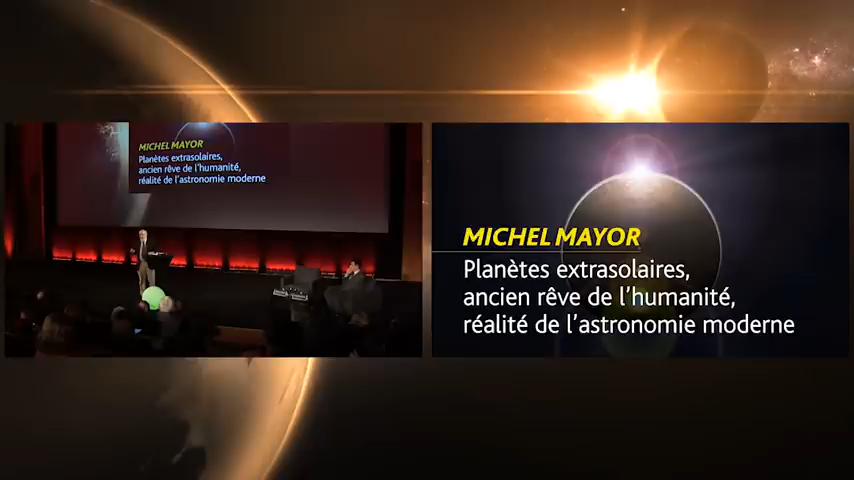 MICHEL MAYOR
Planètes extrasolaires,
ancien rêve de l'humanité,
réalité de l'astronomie moderne
MICHEL MAYOR
Planètes extrasolaires,
ancien rêve de l'humanité,
réalité de l'astronomie moderne